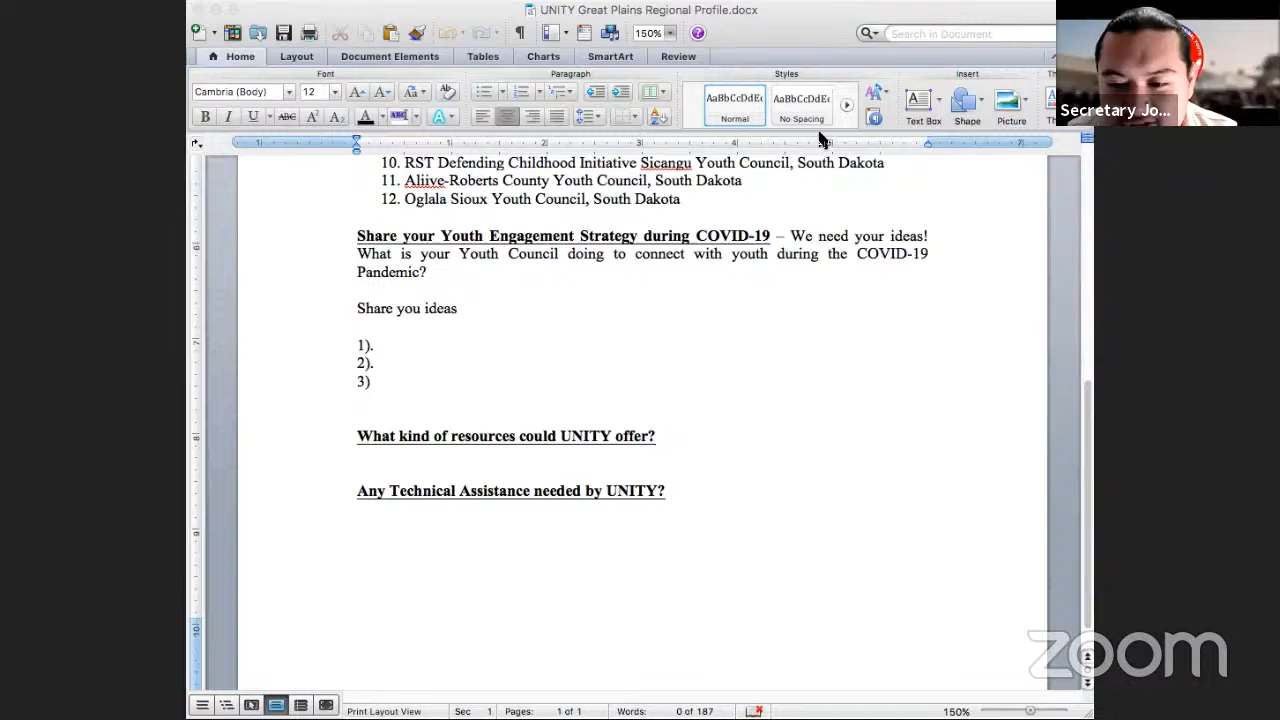 UNITY Great Plains Regional Profile.docx
150%
Search in Document
Home Layout Document Elements Tables Charts SmartArt Review
Font Paragraph Styles Insert
Cambria (Body) 12
AaBbCcDdEe AaBbCcDdEe
Normal No Spacing
Text Box Shape Picture
Secretary Jo...
10. RST Defending Childhood Initiative Sicangu Youth Council, South Dakota
11. Aliive-Roberts County Youth Council, South Dakota
12. Oglala Sioux Youth Council, South Dakota
Share your Youth Engagement Strategy during COVID-19 – We need your ideas!
What is your Youth Council doing to connect with youth during the COVID-19
Pandemic?
Share you ideas
1).
2).
3)
What kind of resources could UNITY offer?
Any Technical Assistance needed by UNITY?
zoom
Print Layout View Sec 1 Pages: 1 of 1 Words: 0 of 187 150%